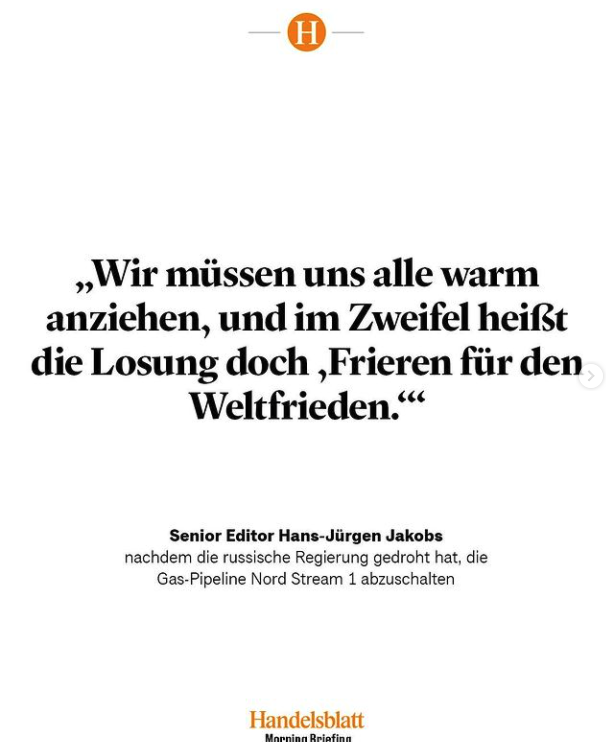 H
„Wir müssen uns alle warm
anziehen, und im Zweifel heißt
die Losung doch ‚Frieren für den
Weltfrieden.‘“
Senior Editor Hans-Jürgen Jakobs
nachdem die russische Regierung gedroht hat, die
Gas-Pipeline Nord Stream 1 abzuschalten
Handelsblatt
Morning Briefing